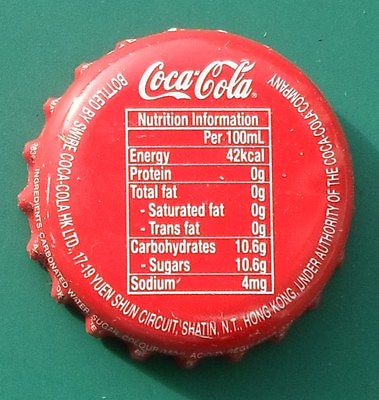 Coca-Cola®
Nutrition Information
Per 100mL
Energy 42kcal
Protein 0g
Total fat 0g
- Saturated fat 0g
- Trans fat 0g
Carbohydrates 10.6g
- Sugars 10.6g
Sodium 4mg
BOTTLED BY SWIRE COCA-COLA HK LTD. 17-19 YUEN SHUN CIRCUIT, SHATIN, N.T., HONG KONG, UNDER AUTHORITY OF THE COCA-COLA COMPANY
INGREDIENTS: CARBONATED WATER, SUGAR, COLOUR